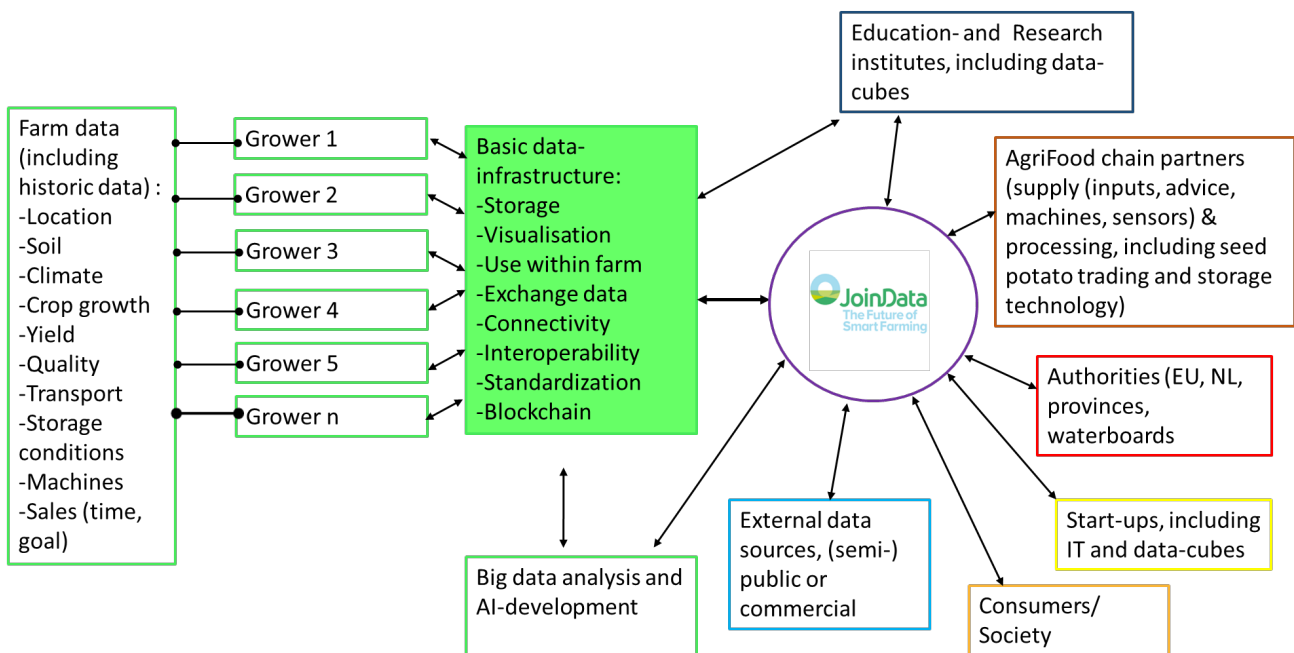 Farm data
(including
historic data) :
-Location
-Soil
-Climate
-Crop growth
-Yield
-Quality
-Transport
-Storage
conditions
-Machines
-Sales (time,
goal)
Grower 1
Grower 2
Grower 3
Grower 4
Grower 5
Grower n
Basic data-
infrastructure:
-Storage
-Visualisation
-Use within farm
-Exchange data
-Connectivity
-Interoperability
-Standardization
-Blockchain
Big data analysis and
AI-development
JoinData
The Future of
Smart Farming
Education- and Research
institutes, including data-
cubes
AgriFood chain partners
(supply (inputs, advice,
machines, sensors) &
processing, including seed
potato trading and storage
technology)
Authorities (EU, NL,
provinces,
waterboards
Start-ups, including
IT and data-cubes
External data
sources, (semi-)
public or
commercial
Consumers/
Society